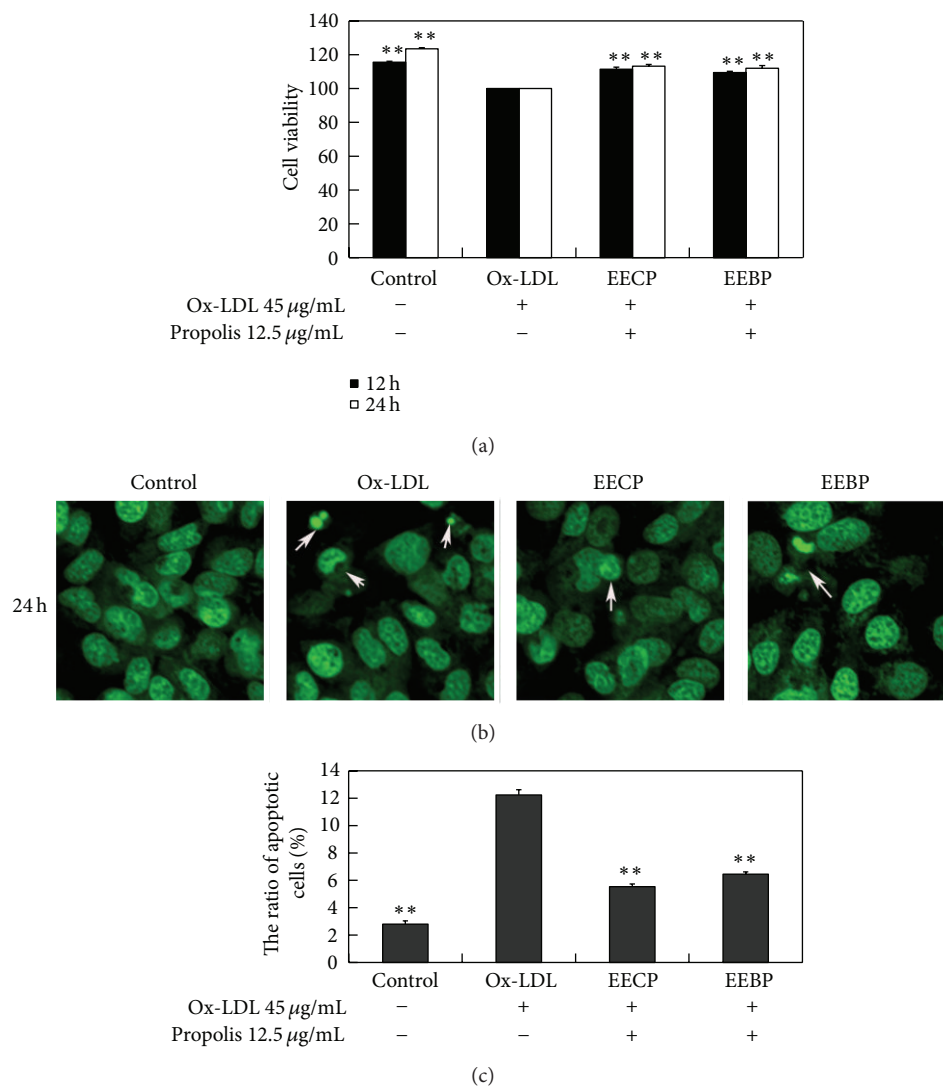 140
120
100
80
60
40
20
0
Cell viability
** ** ** ** ** **
Control Ox-LDL EECP EEBP
Ox-LDL 45 μg/mL − + + +
Propolis 12.5 μg/mL − − + +
12 h
24 h
(a)
Control Ox-LDL EECP EEBP
24 h
(b)
14
12
10
8
6
4
2
0
The ratio of apoptotic
cells (%)
** ** **
Control Ox-LDL EECP EEBP
Ox-LDL 45 μg/mL − + + +
Propolis 12.5 μg/mL − − + +
(c)